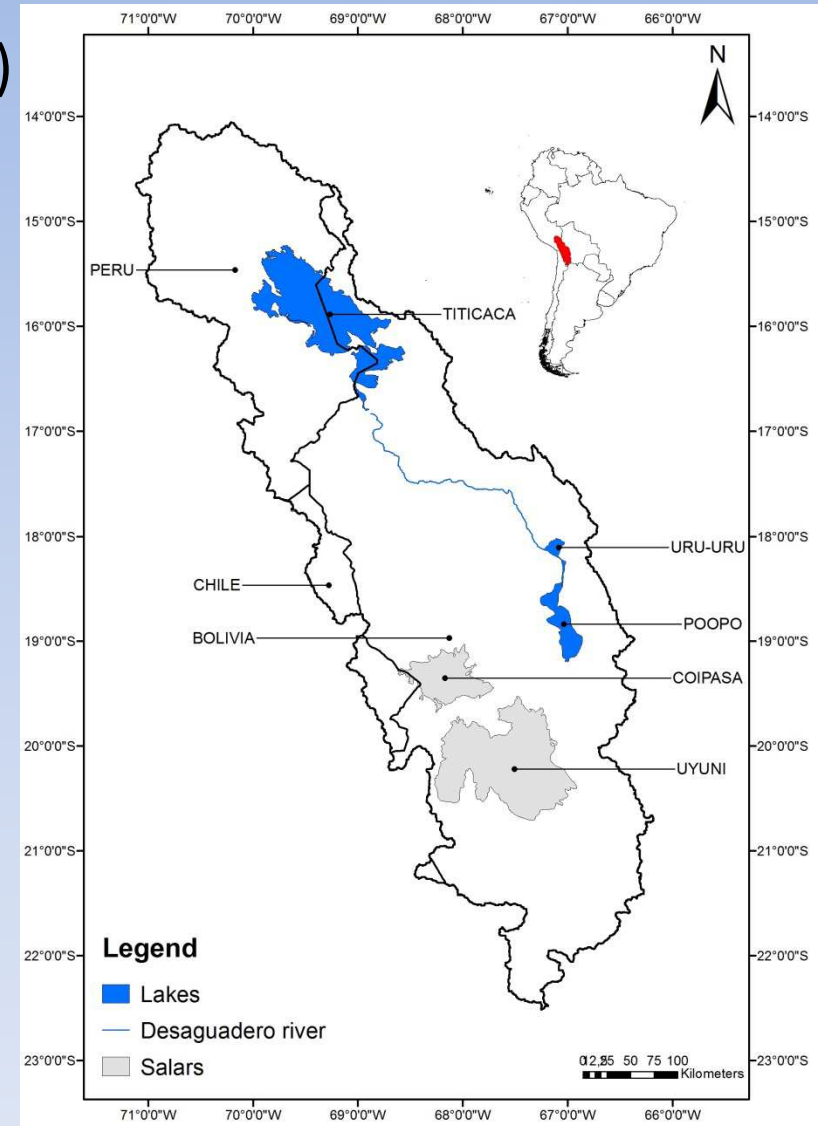 )
71°0'0"W 70°0'0"W 69°0'0"W 68°0'0"W 67°0'0"W 66°0'0"W
N
14°0'0"S 14°0'0"S
15°0'0"S 15°0'0"S
PERU
TITICACA
16°0'0"S 16°0'0"S
17°0'0"S 17°0'0"S
18°0'0"S 18°0'0"S
URU-URU
CHILE
POOPO
BOLIVIA
19°0'0"S 19°0'0"S
COIPASA
20°0'0"S 20°0'0"S
UYUNI
21°0'0"S 21°0'0"S
Legend
22°0'0"S 22°0'0"S
Lakes
Desaguadero river
Salars
23°0'0"S 23°0'0"S
0 12,5 25 50 75 100
Kilometers
71°0'0"W 70°0'0"W 69°0'0"W 68°0'0"W 67°0'0"W 66°0'0"W